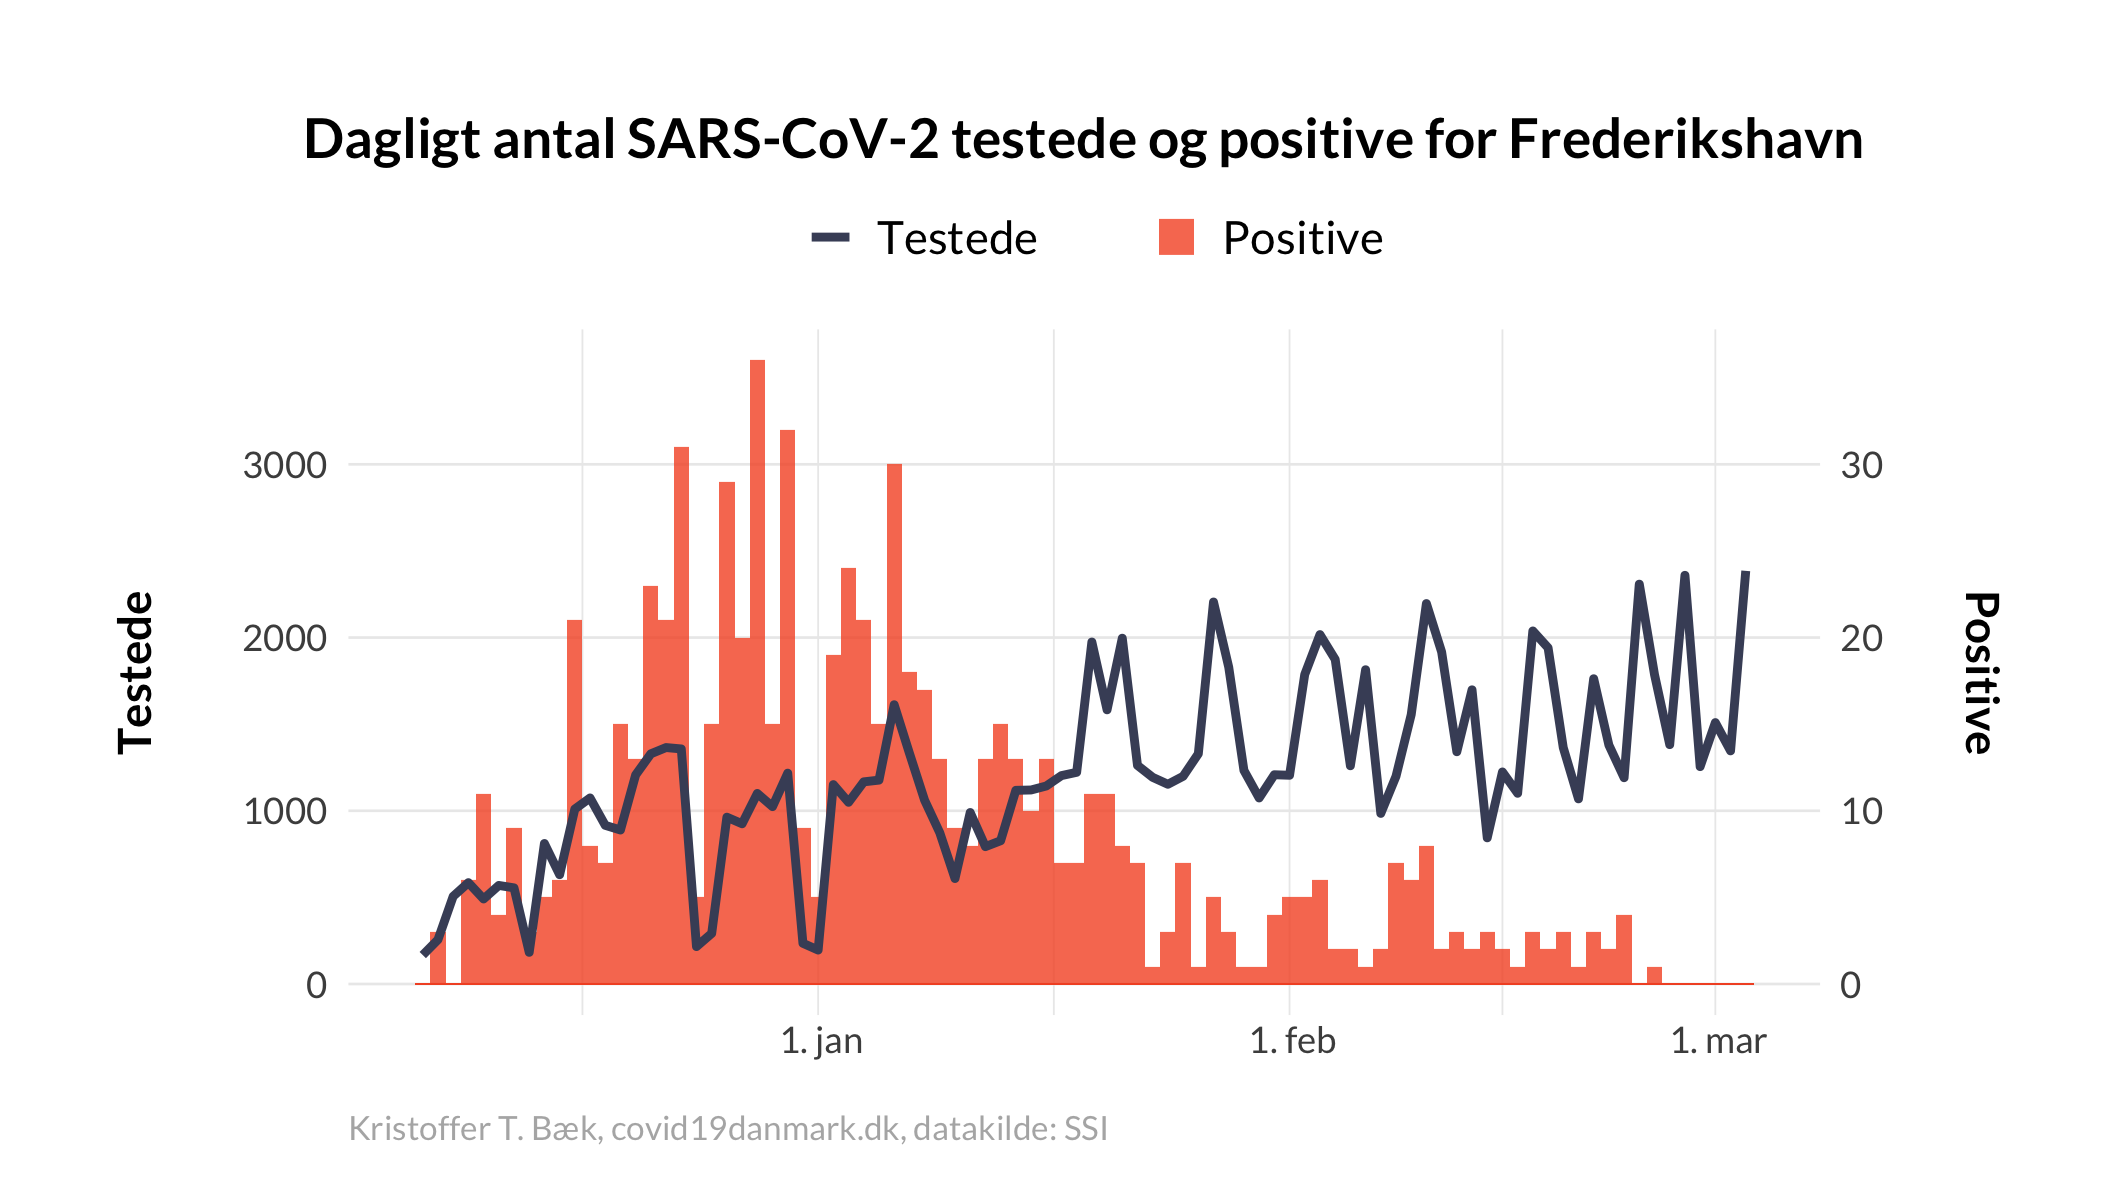 Dagligt antal SARS-CoV-2 testede og positive for Frederikshavn
Testede
Positive
Testede
3000
2000
1000
0
30
20
10
0
Positive
1. jan
1. feb
1. mar
Kristoffer T. Bæk, covid19danmark.dk, datakilde: SSI